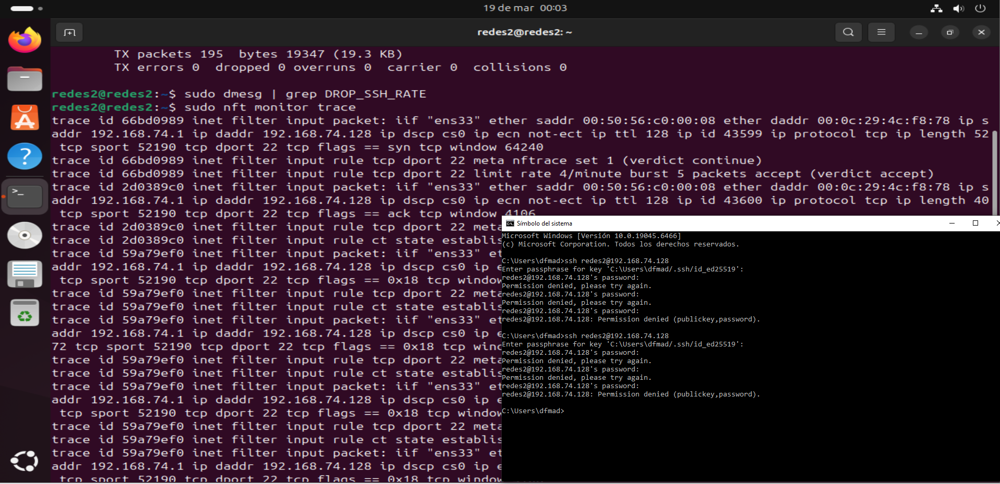 19 de mar  00:03
redes2@redes2: ~
TX packets 195  bytes 19347 (19.3 KB)
TX errors 0  dropped 0 overruns 0  carrier 0  collisions 0
redes2@redes2:~$ sudo dmesg | grep DROP_SSH_RATE
redes2@redes2:~$ sudo nft monitor trace
trace id 66bd0989 inet filter input packet: iif "ens33" ether saddr 00:50:56:c0:00:08 ether daddr 00:0c:29:4c:f8:78 ip s
addr 192.168.74.1 ip daddr 192.168.74.128 ip dscp cs0 ip ecn not-ect ip ttl 128 ip id 43599 ip protocol tcp ip length 52
tcp sport 52190 tcp dport 22 tcp flags == syn tcp window 64240
trace id 66bd0989 inet filter input rule tcp dport 22 meta nftrace set 1 (verdict continue)
trace id 66bd0989 inet filter input rule tcp dport 22 limit rate 4/minute burst 5 packets accept (verdict accept)
trace id 2d0389c0 inet filter input packet: iif "ens33" ether saddr 00:50:56:c0:00:08 ether daddr 00:0c:29:4c:f8:78 ip s
addr 192.168.74.1 ip daddr 192.168.74.128 ip dscp cs0 ip ecn not-ect ip ttl 128 ip id 43600 ip protocol tcp ip length 40
tcp sport 52190 tcp dport 22 tcp flags == ack tcp window 4106
trace id 2d0389c0 inet filter input rule tcp dport 22 meta
trace id 2d0389c0 inet filter input rule ct state establis
trace id 59a79ef0 inet filter input packet: iif "ens33" et
addr 192.168.74.1 ip daddr 192.168.74.128 ip dscp cs0 ip e
tcp sport 52190 tcp dport 22 tcp flags == 0x18 tcp window
trace id 59a79ef0 inet filter input rule tcp dport 22 meta
trace id 59a79ef0 inet filter input rule ct state establis
trace id 59a79ef0 inet filter input packet: iif "ens33" et
addr 192.168.74.1 ip daddr 192.168.74.128 ip dscp cs0 ip e
72 tcp sport 52190 tcp dport 22 tcp flags == 0x18 tcp winc
trace id 59a79ef0 inet filter input rule tcp dport 22 meta
trace id 59a79ef0 inet filter input rule ct state establis
trace id 59a79ef0 inet filter input packet: iif "ens33" et
addr 192.168.74.1 ip daddr 192.168.74.128 ip dscp cs0 ip e
tcp sport 52190 tcp dport 22 tcp flags == 0x18 tcp window
trace id 59a79ef0 inet filter input rule tcp dport 22 meta
trace id 59a79ef0 inet filter input rule ct state establis
trace id 59a79ef0 inet filter input packet: iif "ens33" et
addr 192.168.74.1 ip daddr 192.168.74.128 ip dscp cs0 ip e
tcp sport 52190 tcp dport 22 tcp flags == 0x18 tcp window
Símbolo del sistema
Microsoft Windows [Versión 10.0.19045.6466]
(c) Microsoft Corporation. Todos los derechos reservados.
C:\Users\dfmad>ssh redes2@192.168.74.128
Enter passphrase for key 'C:\Users\dfmad/.ssh/id_ed25519':
redes2@192.168.74.128's password:
Permission denied, please try again.
redes2@192.168.74.128's password:
Permission denied, please try again.
redes2@192.168.74.128's password:
redes2@192.168.74.128: Permission denied (publickey,password).
C:\Users\dfmad>ssh redes2@192.168.74.128
Enter passphrase for key 'C:\Users\dfmad/.ssh/id_ed25519':
redes2@192.168.74.128's password:
Permission denied, please try again.
redes2@192.168.74.128's password:
Permission denied, please try again.
redes2@192.168.74.128's password:
redes2@192.168.74.128: Permission denied (publickey,password).
C:\Users\dfmad>